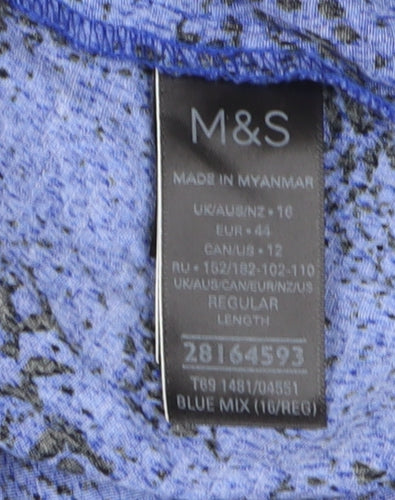 M&S
MADE IN MYANMAR
UK/AUS/NZ • 16
EUR • 44
CAN/US • 12
RU • 152/182-102-110
UK/AUS/CAN/EUR/NZ/US
REGULAR
LENGTH
28164593
T69 1481/04551
BLUE MIX (16/REG)